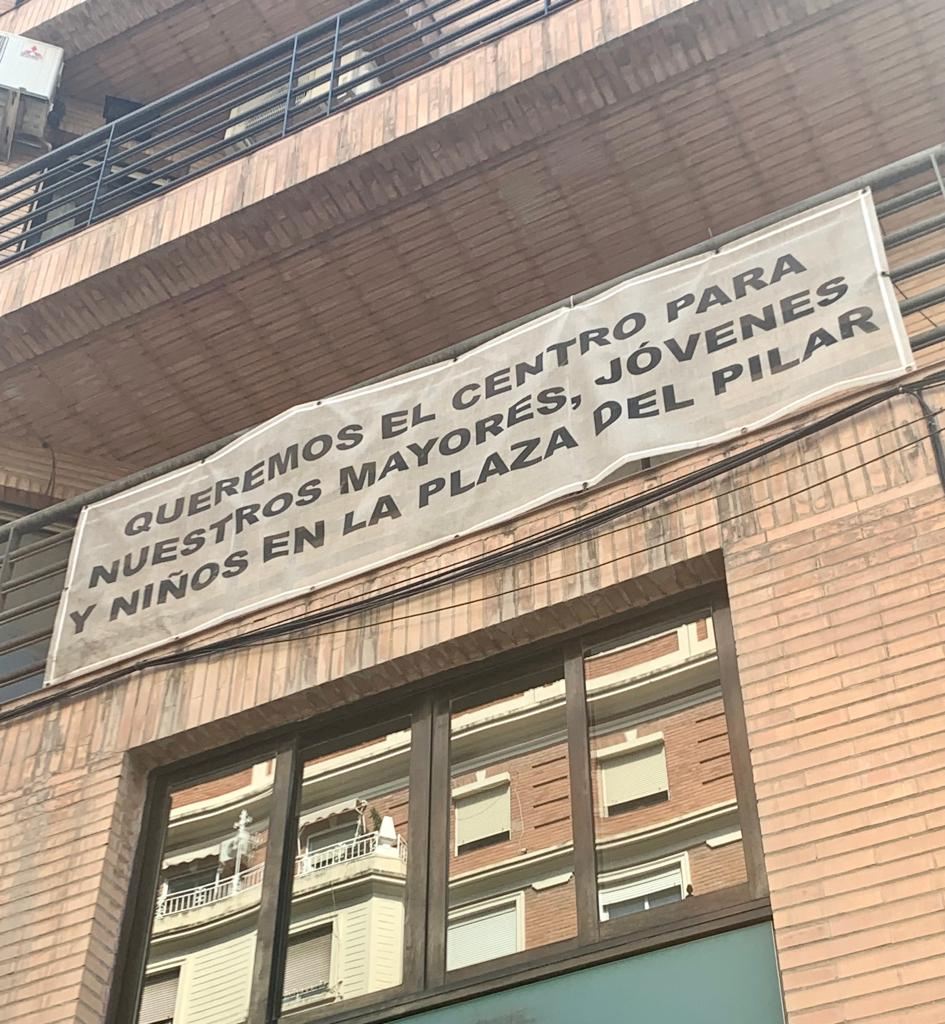 QUEREMOS EL CENTRO PARA
NUESTROS MAYORES, JÓVENES
Y NIÑOS EN LA PLAZA DEL PILAR